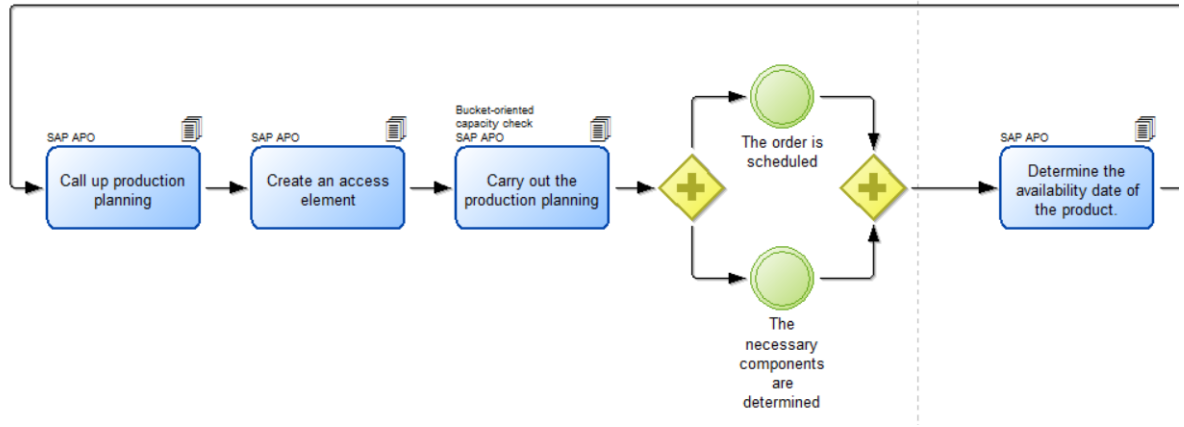 SAP APO
Call up production
planning
SAP APO
Create an access
element
Bucket-oriented
capacity check
SAP APO
Carry out the
production planning
The order is
scheduled
The
necessary
components
are
determined
SAP APO
Determine the
availability date of
the product.